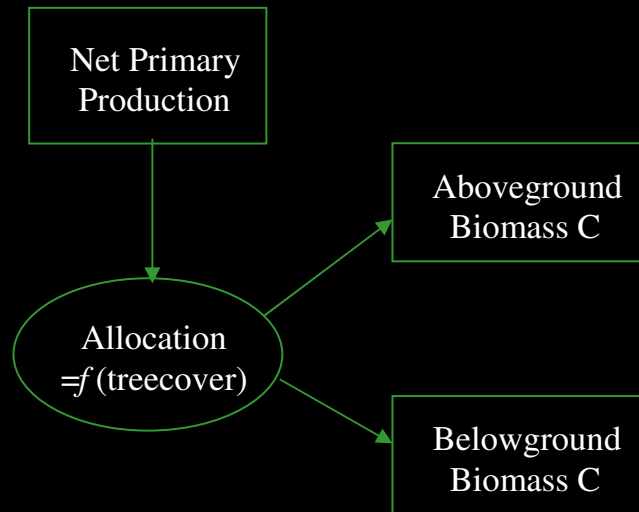 Net Primary
Production
Aboveground
Biomass C
Allocation
=f (treecover)
Belowground
Biomass C